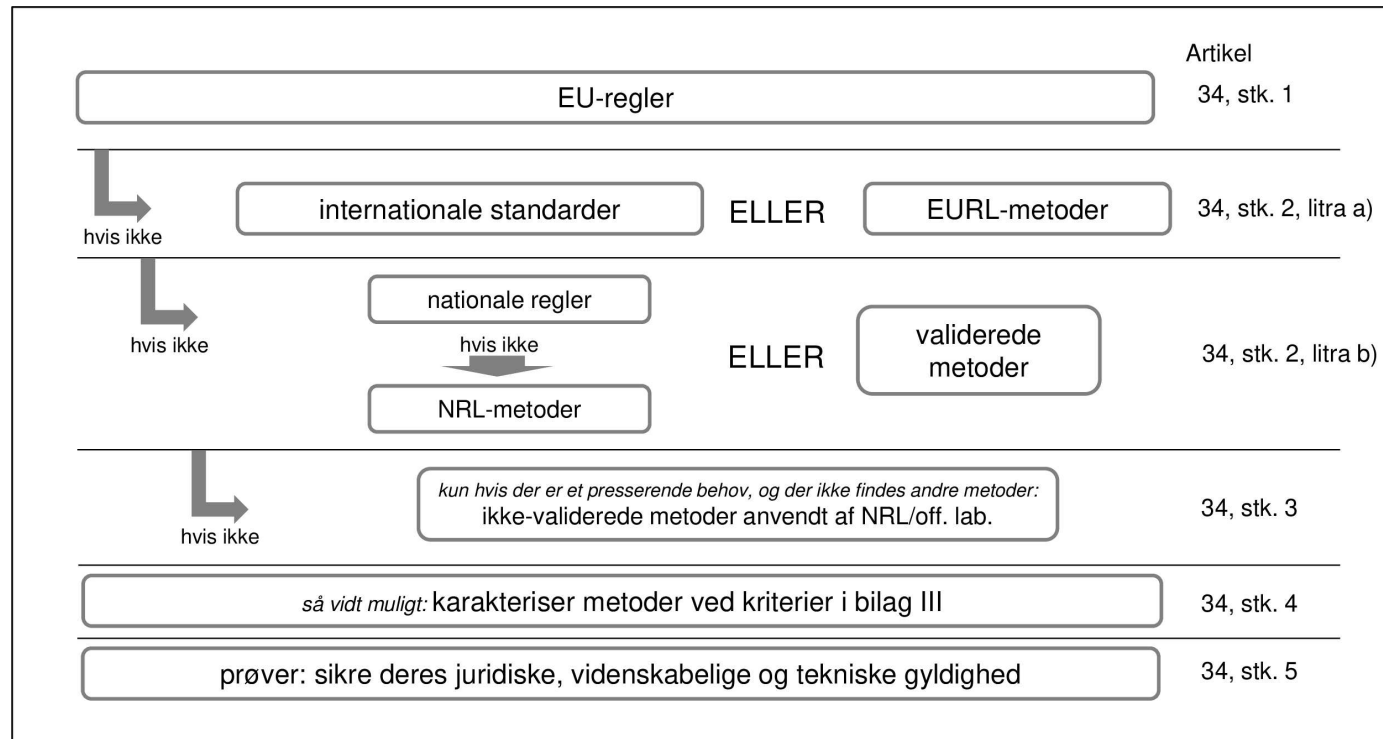 Artikel
EU-regler
34, stk. 1
hvis ikke
internationale standarder
ELLER
EURL-metoder
34, stk. 2, litra a)
hvis ikke
nationale regler
hvis ikke
NRL-metoder
ELLER
validerede
metoder
34, stk. 2, litra b)
hvis ikke
kun hvis der er et presserende behov, og der ikke findes andre metoder:
ikke-validerede metoder anvendt af NRL/off. lab.
34, stk. 3
så vidt muligt: karakteriser metoder ved kriterier i bilag III
34, stk. 4
prøver: sikre deres juridiske, videnskabelige og tekniske gyldighed
34, stk. 5